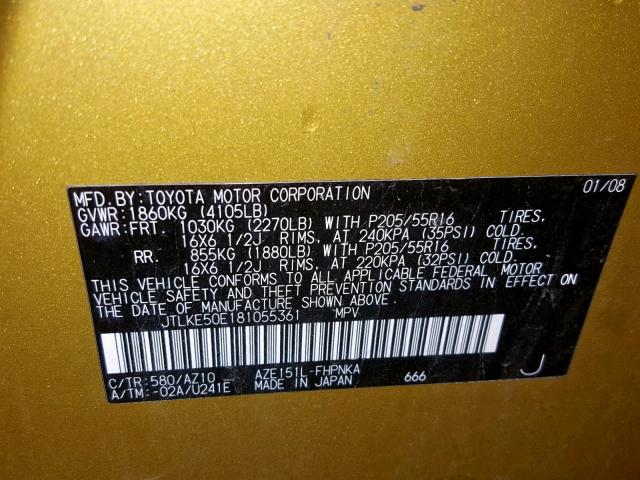 MFD.BY:TOYOTA MOTOR CORPORATION 01/08
GVWR:1860KG (4105LB)
GAWR:FRT. 1030KG (2270LB) WITH P205/55R16 TIRES.
16X6 1/2J RIMS, AT 240KPA (35PSI) COLD.
RR. 855KG (1880LB) WITH P205/55R16 TIRES.
16X6 1/2J RIMS, AT 220KPA (32PSI) COLD.
THIS VEHICLE CONFORMS TO ALL APPLICABLE FEDERAL MOTOR
VEHICLE SAFETY AND THEFT PREVENTION STANDARDS IN EFFECT ON
THE DATE OF MANUFACTURE SHOWN ABOVE.
JTLKE50E181055361 MPV
C/TR:580/AZ10 AZE151L-FHPNKA
A/TM:-02A/U241E MADE IN JAPAN 666 J